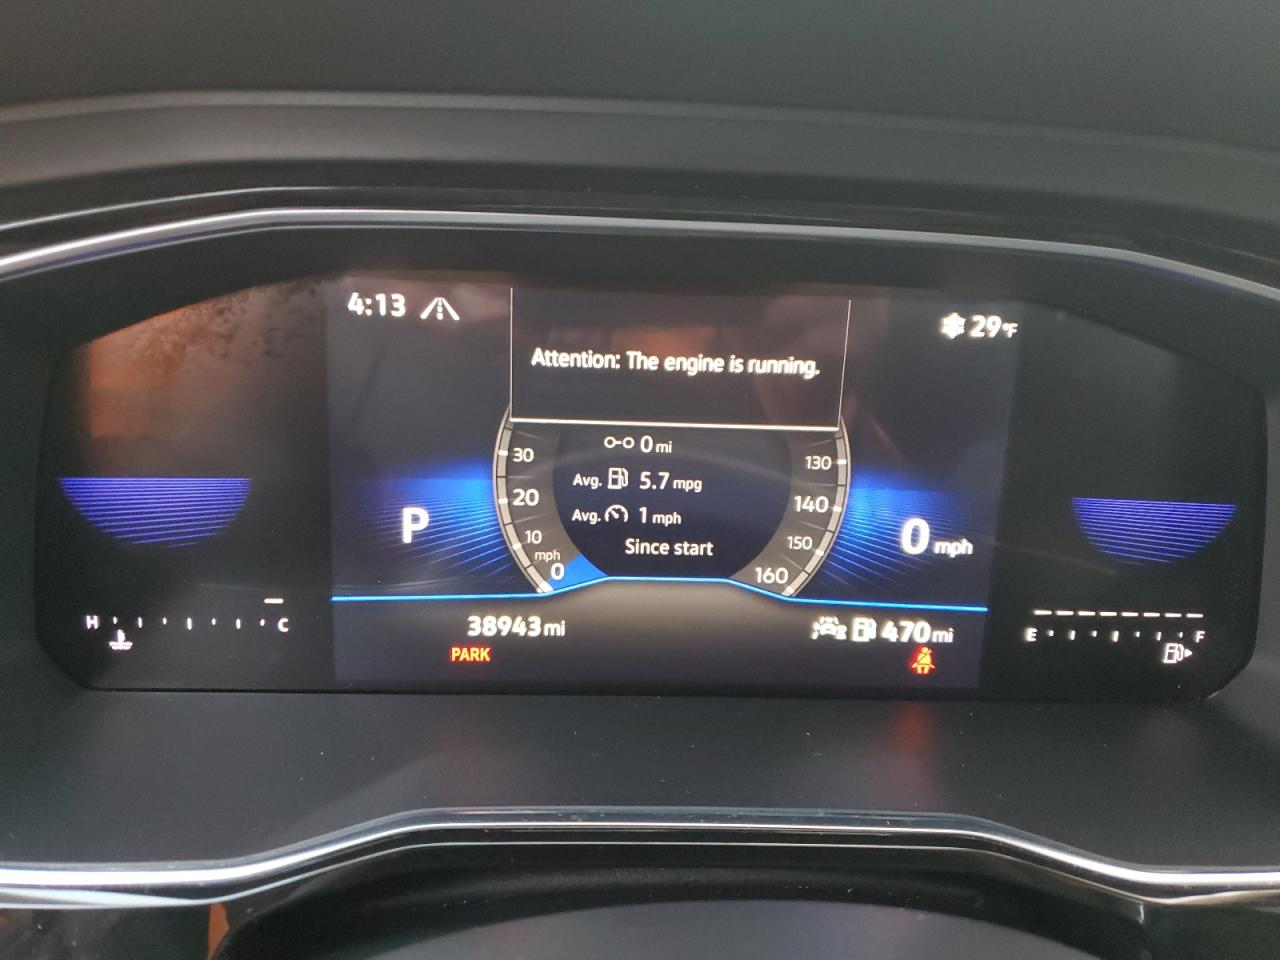 4:13
29°F
Attention: The engine is running.
0 mi
Avg. 5.7 mpg
Avg. 1 mph
Since start
30
20
10
mph
0
130
140
150
160
P
0 mph
H C
E F
38943 mi
470 mi
PARK